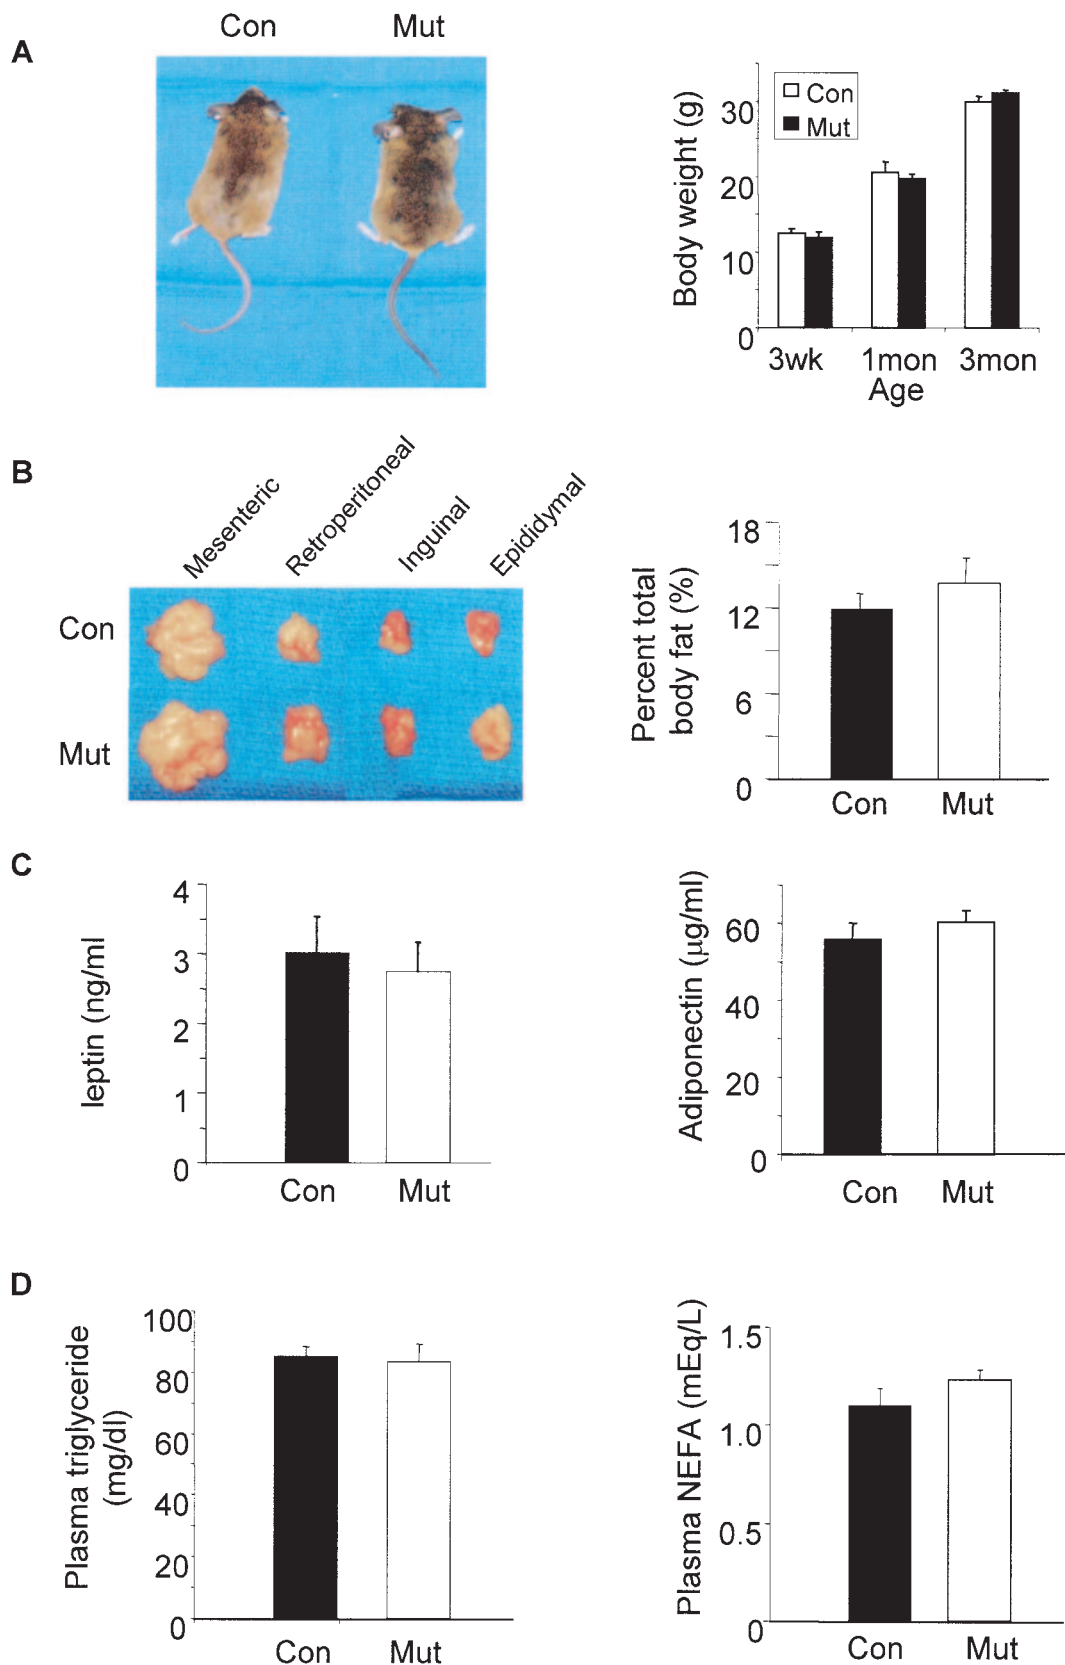 A
Con Mut
Body weight (g)
30
20
10
0
Con
Mut
3wk 1mon 3mon
Age
B
Mesenteric
Retroperitoneal
Inguinal
Epididymal
Con
Mut
Percent total
body fat (%)
18
12
6
0
Con Mut
C
leptin (ng/ml)
4
3
2
1
0
Con Mut
Adiponectin (µg/ml)
60
40
20
0
Con Mut
D
Plasma triglyceride
(mg/dl)
100
80
60
40
20
0
Con Mut
Plasma NEFA (mEq/L)
1.5
1.0
0.5
0
Con Mut